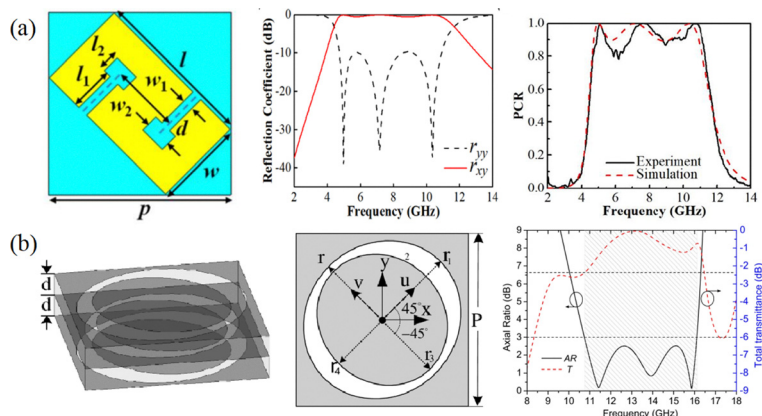 (a)
l
l₂
l₁
w₁
w₂
d
w
p
Reflection Coefficient (dB)
0
-10
-20
-30
-40
2 4 6 8 10 12 14
Frequency (GHz)
r_yy
r_xy
PCR
1.0
0.8
0.6
0.4
0.2
0.0
2 4 6 8 10 12 14
Frequency (GHz)
Experiment
Simulation
(b)
d
d
r
y
2
r₁
u
v
45°
x
-45°
r₄
r₃
P
Axial Ratio (dB)
9
8
7
6
5
4
3
2
1
0
8 9 10 11 12 13 14 15 16 17 18
Frequency (GHz)
AR
T
0
-1
-2
-3
-4
-5
-6
-7
-8
-9
Total transmittance (dB)